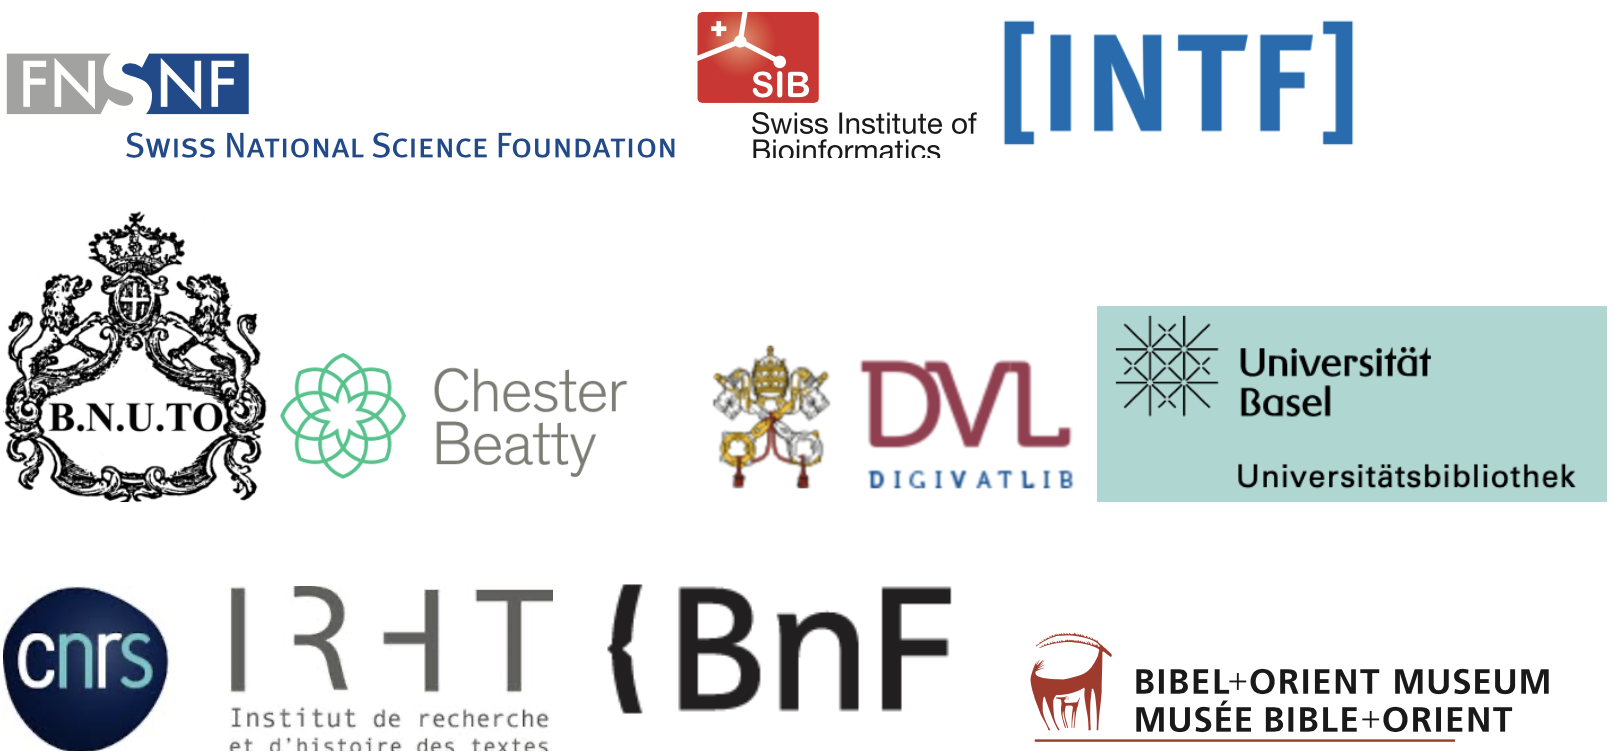 FNSNF
SWISS NATIONAL SCIENCE FOUNDATION
SIB
Swiss Institute of
Bioinformatics
[INTF]
B.N.U.TO
Chester
Beatty
DVL
DIGIVATLIB
Universität
Basel
Universitätsbibliothek
cnrs
IRHT
Institut de recherche
et d'histoire des textes
{BnF
BIBEL+ORIENT MUSEUM
MUSÉE BIBLE+ORIENT